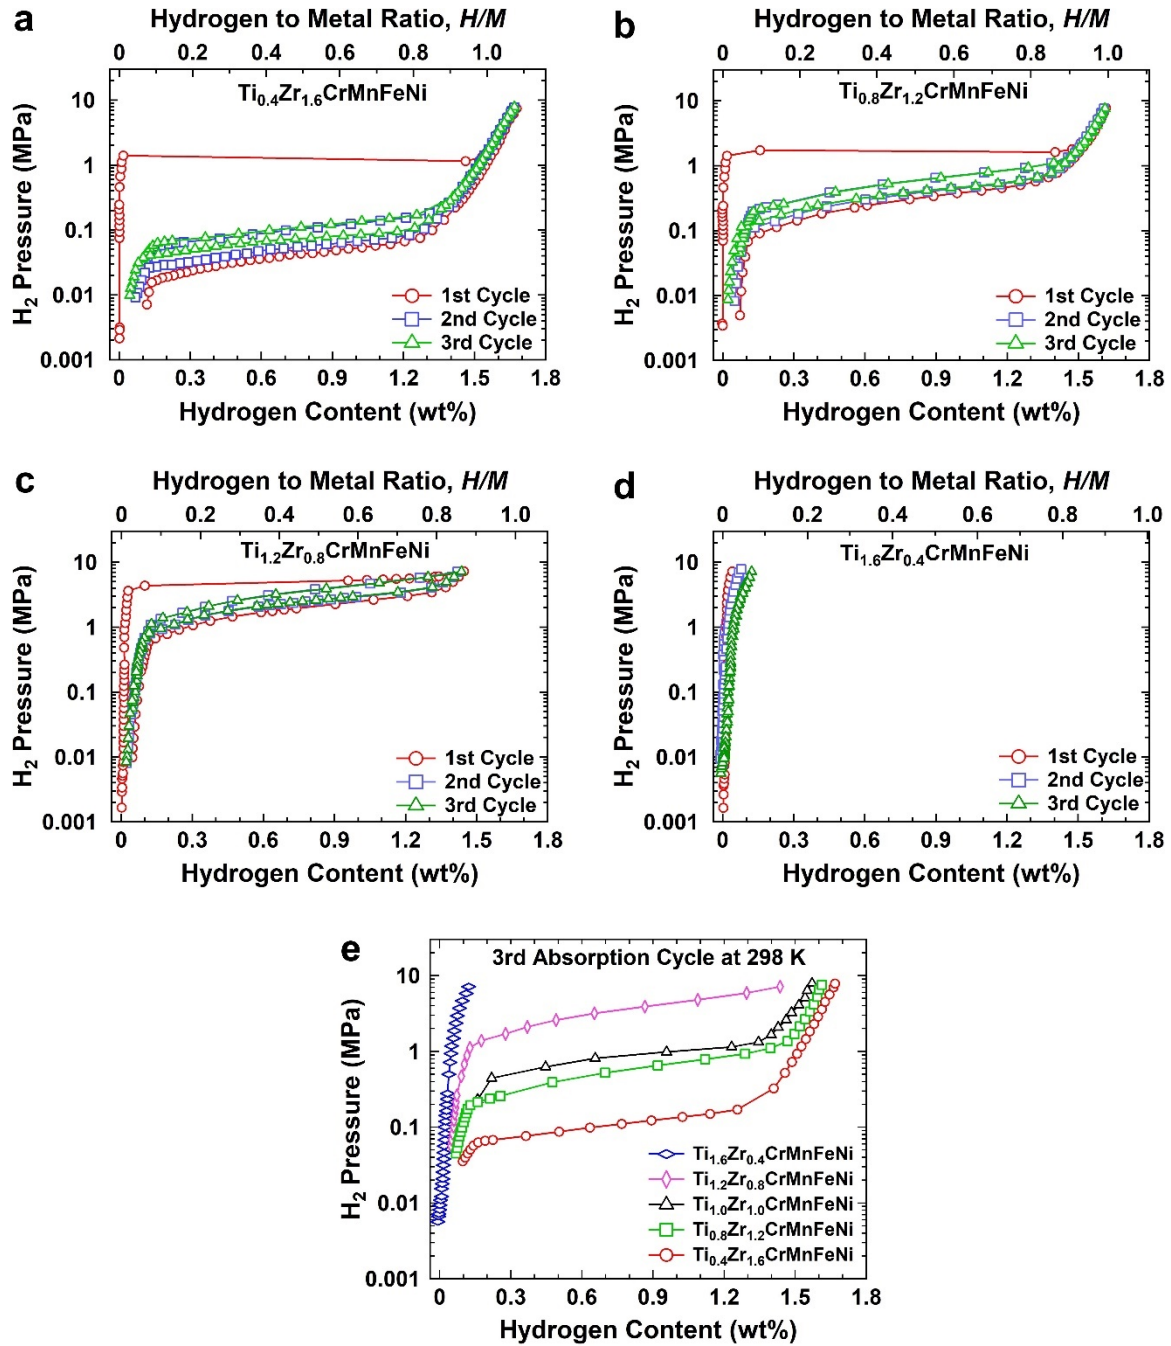 a
Hydrogen to Metal Ratio, H/M
0 0.2 0.4 0.6 0.8 1.0
Ti0.4Zr1.6CrMnFeNi
H2 Pressure (MPa)
10
1
0.1
0.01
0.001
1st Cycle
2nd Cycle
3rd Cycle
0 0.3 0.6 0.9 1.2 1.5 1.8
Hydrogen Content (wt%)
b
Hydrogen to Metal Ratio, H/M
0 0.2 0.4 0.6 0.8 1.0
Ti0.8Zr1.2CrMnFeNi
H2 Pressure (MPa)
10
1
0.1
0.01
0.001
1st Cycle
2nd Cycle
3rd Cycle
0 0.3 0.6 0.9 1.2 1.5 1.8
Hydrogen Content (wt%)
c
Hydrogen to Metal Ratio, H/M
0 0.2 0.4 0.6 0.8 1.0
Ti1.2Zr0.8CrMnFeNi
H2 Pressure (MPa)
10
1
0.1
0.01
0.001
1st Cycle
2nd Cycle
3rd Cycle
0 0.3 0.6 0.9 1.2 1.5 1.8
Hydrogen Content (wt%)
d
Hydrogen to Metal Ratio, H/M
0 0.2 0.4 0.6 0.8 1.0
Ti1.6Zr0.4CrMnFeNi
H2 Pressure (MPa)
10
1
0.1
0.01
0.001
1st Cycle
2nd Cycle
3rd Cycle
0 0.3 0.6 0.9 1.2 1.5 1.8
Hydrogen Content (wt%)
e
3rd Absorption Cycle at 298 K
H2 Pressure (MPa)
10
1
0.1
0.01
0.001
Ti1.6Zr0.4CrMnFeNi
Ti1.2Zr0.8CrMnFeNi
Ti1.0Zr1.0CrMnFeNi
Ti0.8Zr1.2CrMnFeNi
Ti0.4Zr1.6CrMnFeNi
0 0.3 0.6 0.9 1.2 1.5 1.8
Hydrogen Content (wt%)